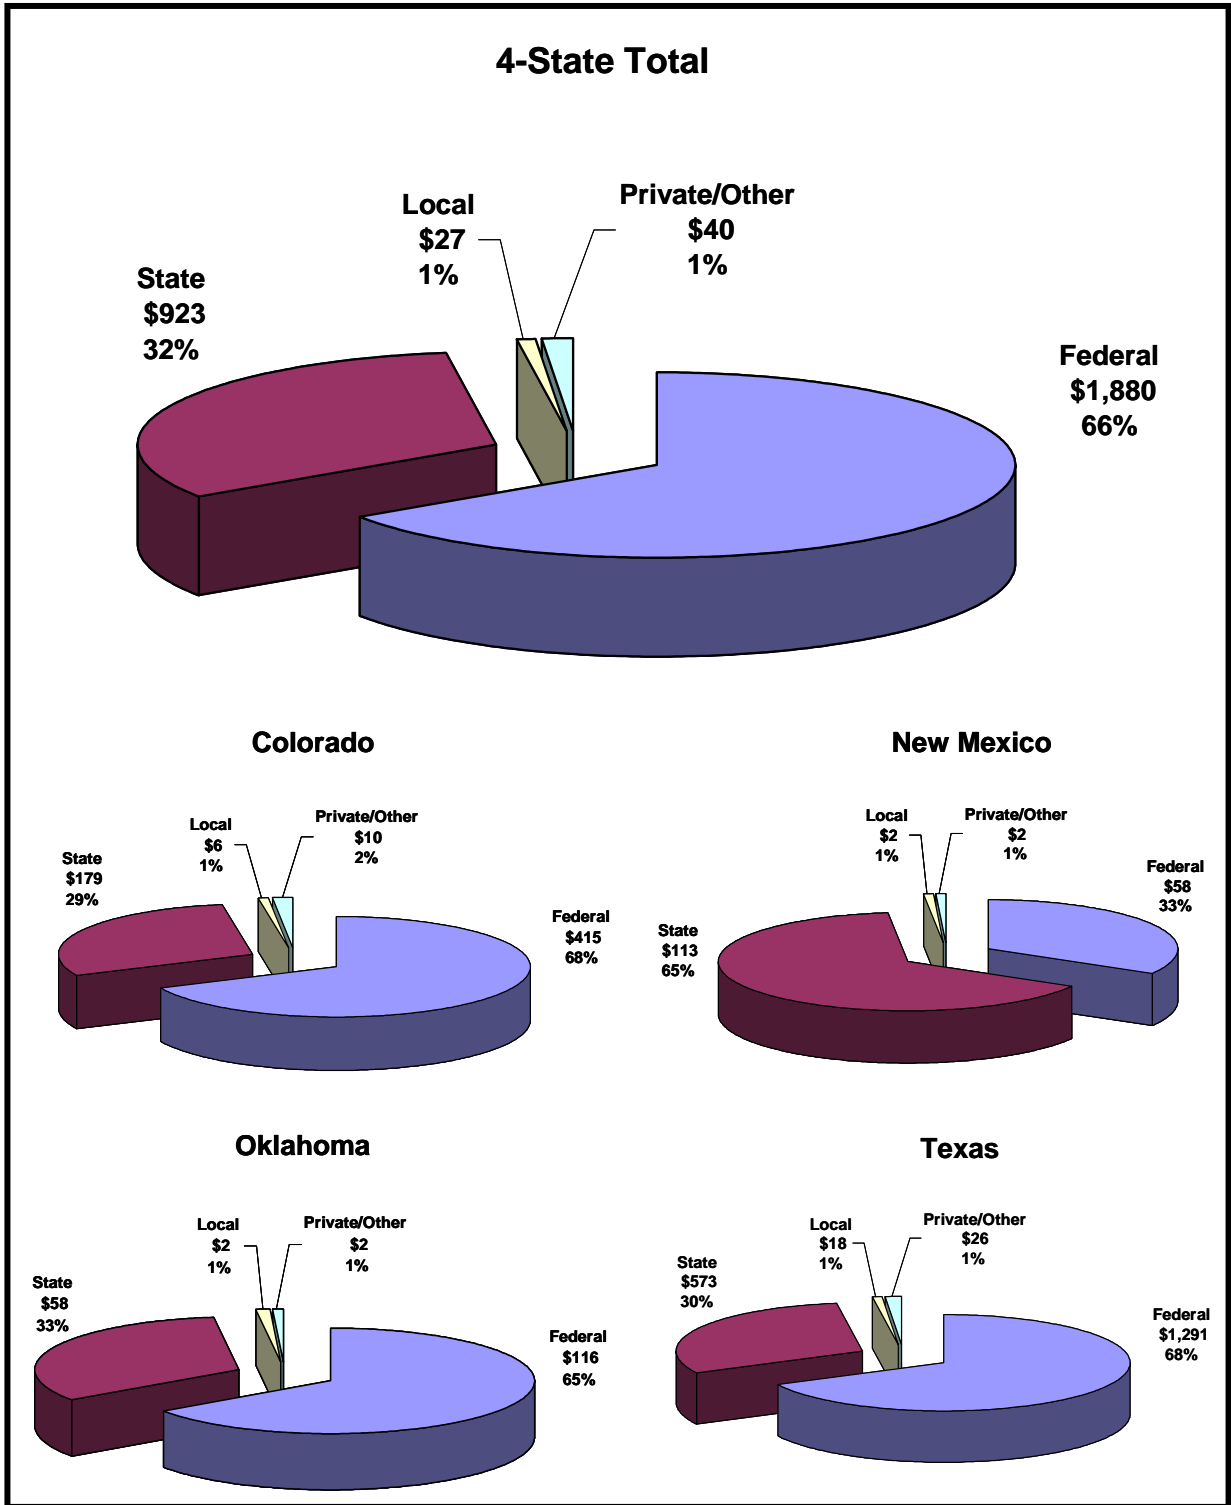 4-State Total
Local
$27
1%
Private/Other
$40
1%
State
$923
32%
Federal
$1,880
66%
Colorado
Local
$6
1%
Private/Other
$10
2%
State
$179
29%
Federal
$415
68%
New Mexico
Local
$2
1%
Private/Other
$2
1%
Federal
$58
33%
State
$113
65%
Oklahoma
Local
$2
1%
Private/Other
$2
1%
State
$58
33%
Federal
$116
65%
Texas
Local
$18
1%
Private/Other
$26
1%
State
$573
30%
Federal
$1,291
68%